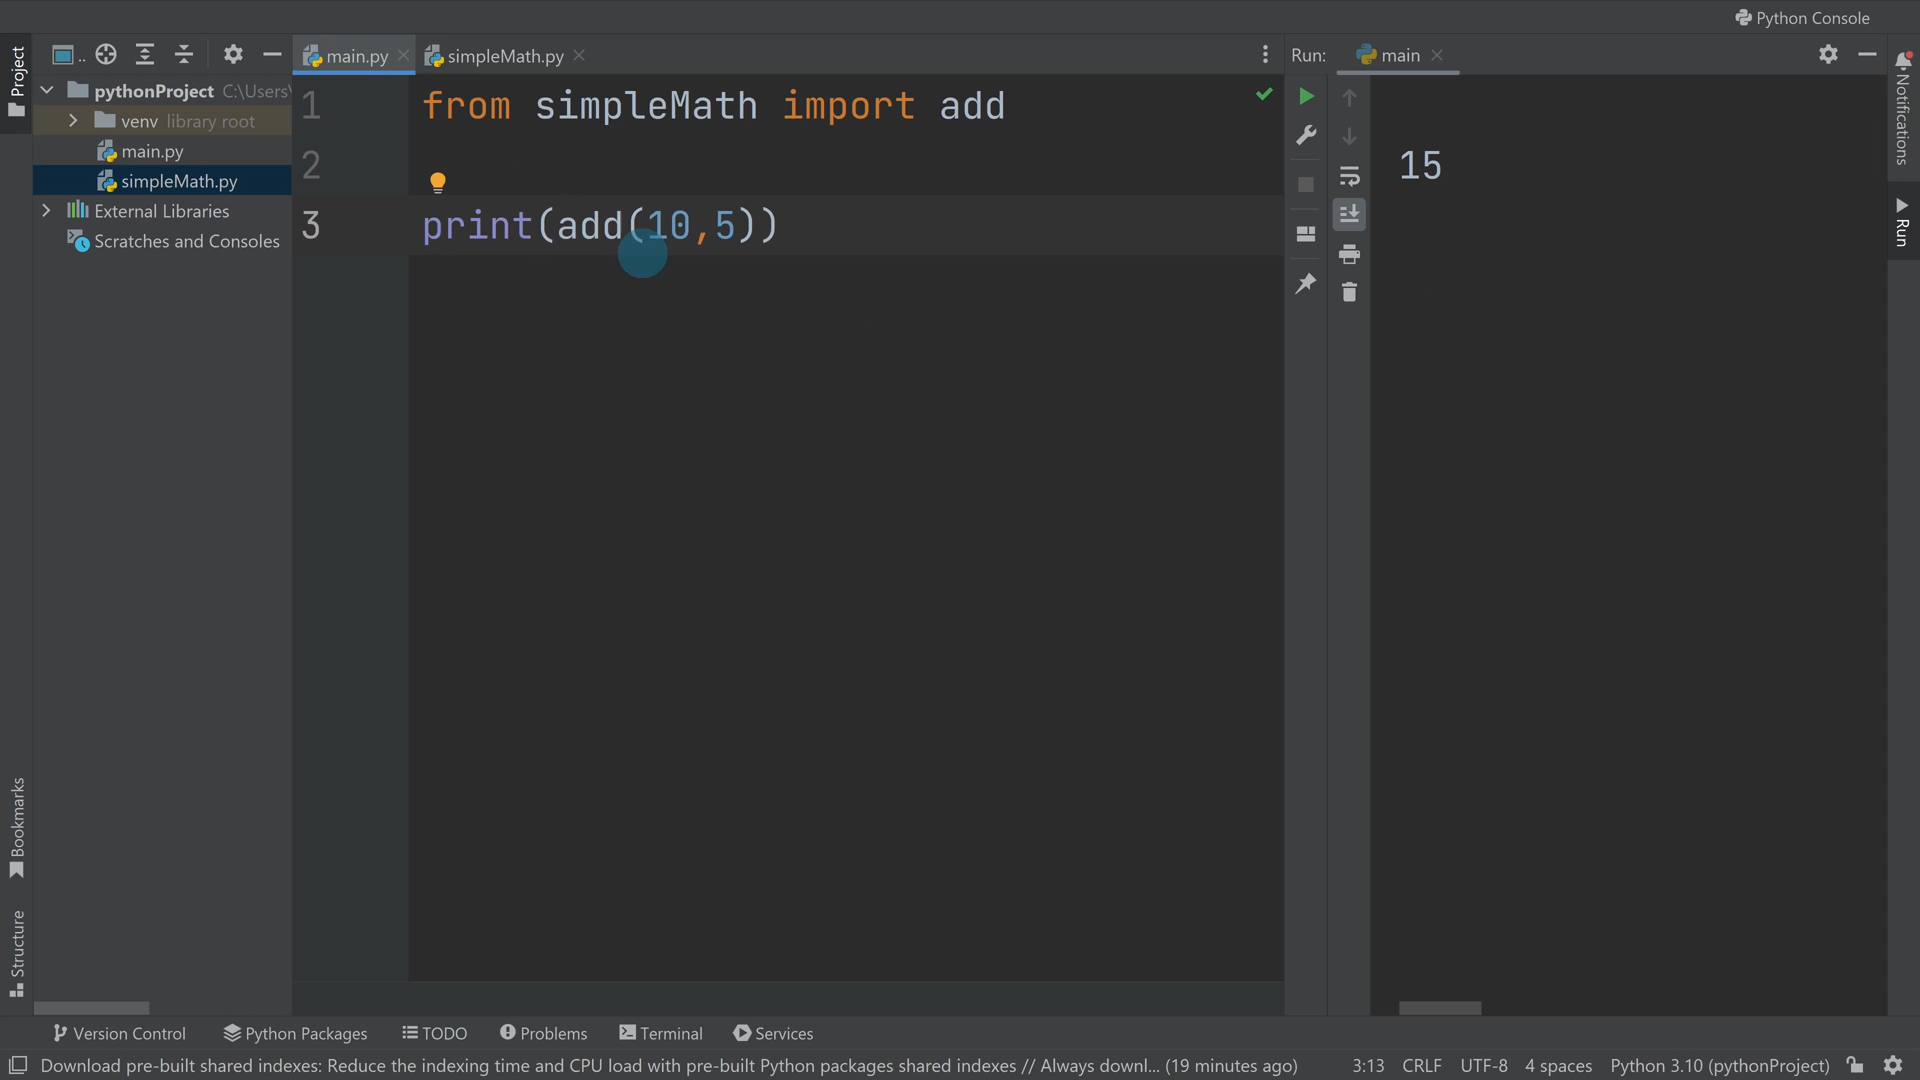 Python Console
Project
main.py
simpleMath.py
Run:
main
Notifications
Run
pythonProject C:\Users\
venv library root
main.py
simpleMath.py
External Libraries
Scratches and Consoles
1 from simpleMath import add
2
3 print(add(10,5))
15
Bookmarks
Structure
Version Control
Python Packages
TODO
Problems
Terminal
Services
Download pre-built shared indexes: Reduce the indexing time and CPU load with pre-built Python packages shared indexes // Always downl... (19 minutes ago)
3:13 CRLF UTF-8 4 spaces Python 3.10 (pythonProject)